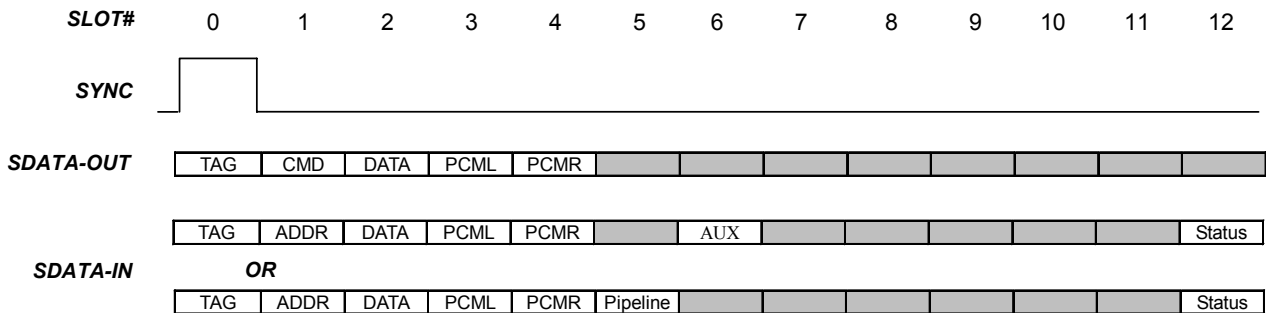 SLOT# 0 1 2 3 4 5 6 7 8 9 10 11 12
SYNC
SDATA-OUT TAG CMD DATA PCML PCMR
TAG ADDR DATA PCML PCMR AUX Status
SDATA-IN OR
TAG ADDR DATA PCML PCMR Pipeline Status